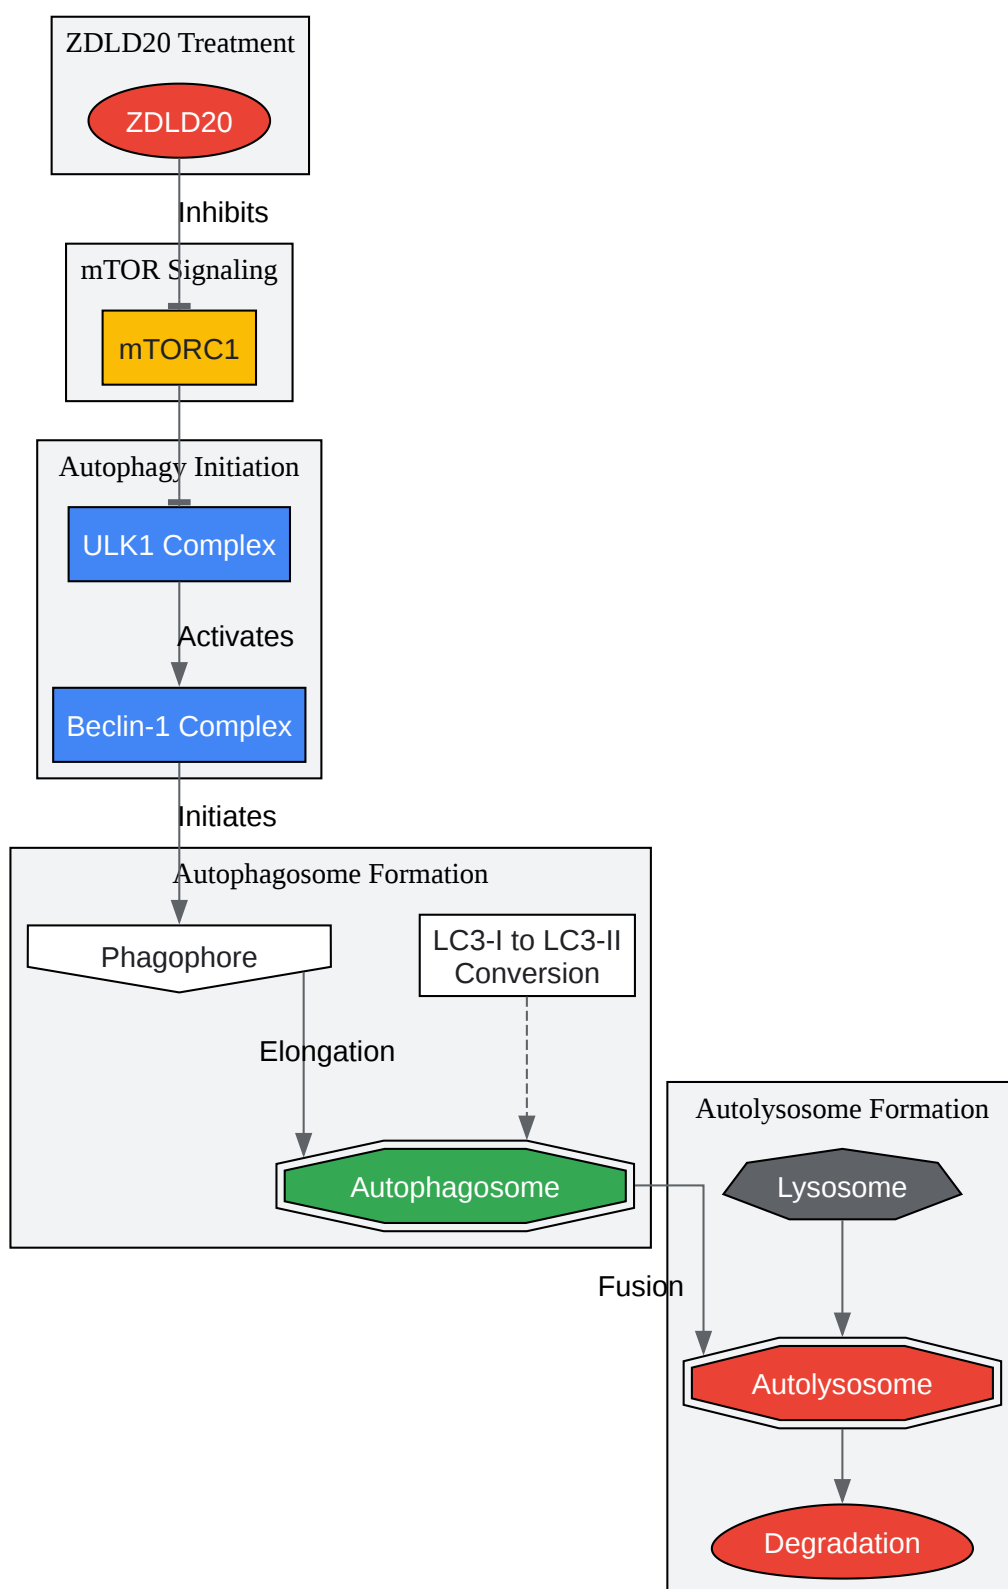 ZDLD20 Treatment
ZDLD20
Inhibits
mTOR Signaling
mTORC1
Autophagy Initiation
ULK1 Complex
Activates
Beclin-1 Complex
Initiates
Autophagosome Formation
Phagophore
LC3-I to LC3-II
Conversion
Elongation
Autophagosome
Autolysosome Formation
Lysosome
Fusion
Autolysosome
Degradation